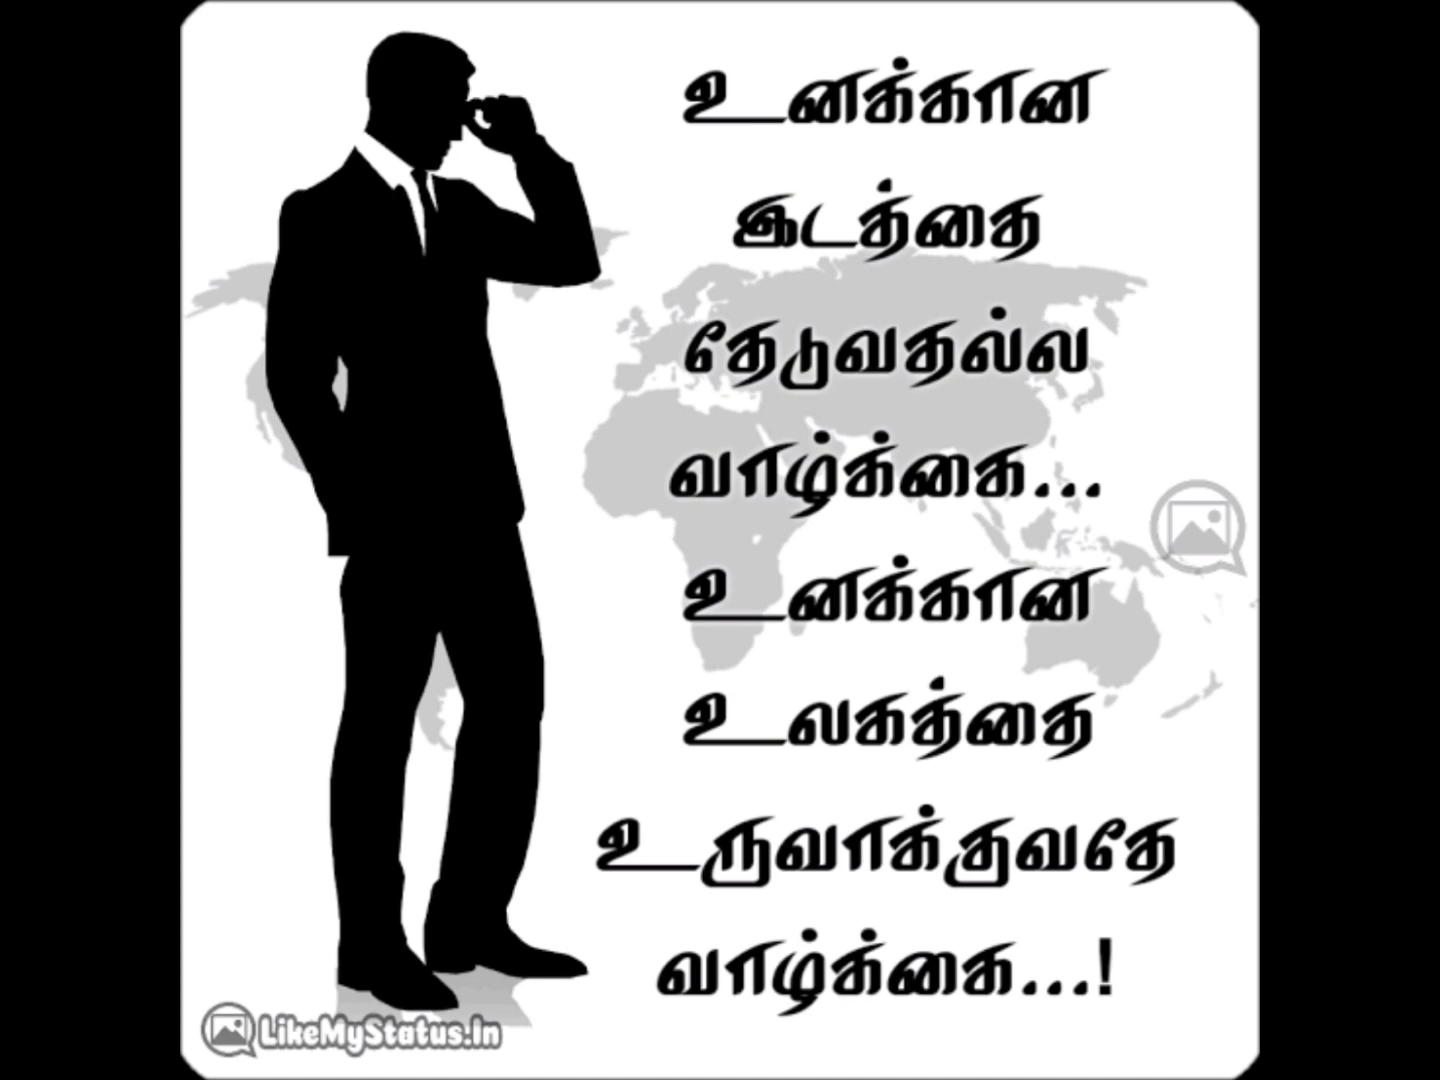 உனக்கான
இடத்தை
தேடுவதல்ல
வாழ்க்கை...
உனக்கான
உலகத்தை
உருவாக்குவதே
வாழ்க்கை...!
LikeMyStatus.In